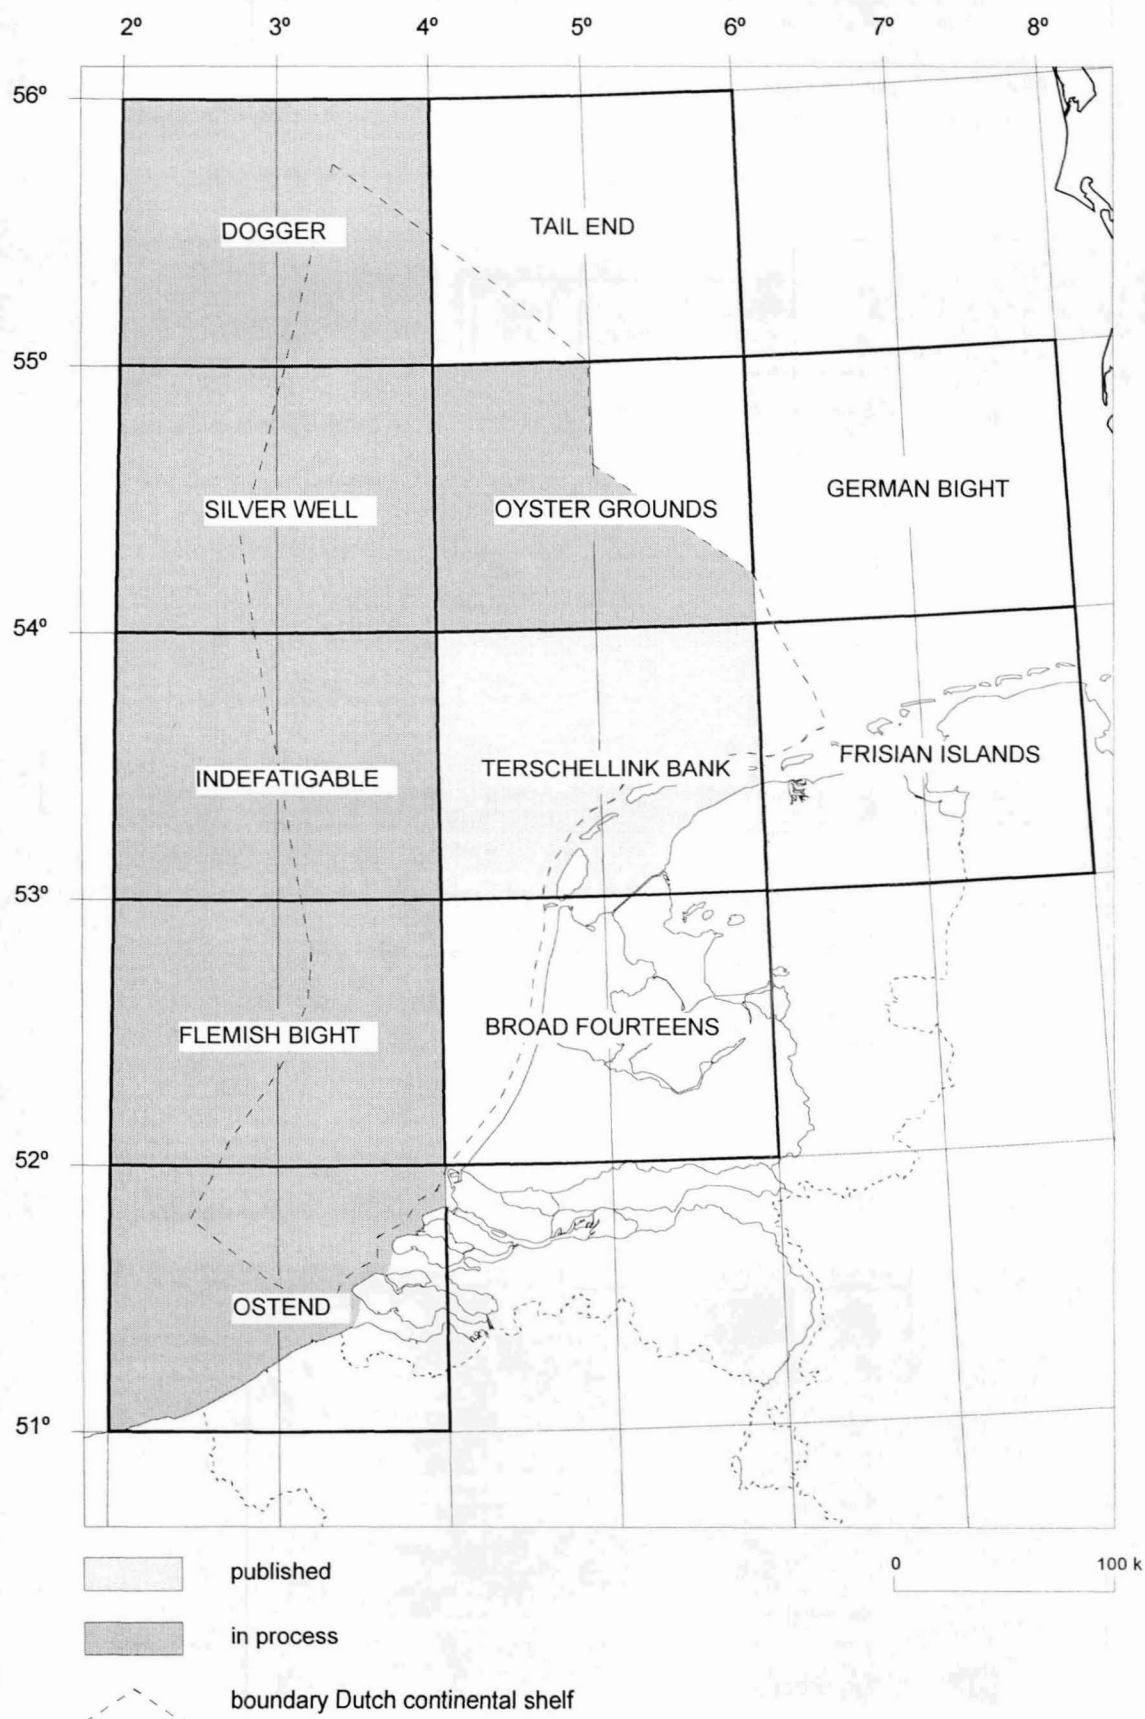 2º 3º 4º 5º 6º 7º 8º
56º
DOGGER TAIL END
55º
SILVER WELL OYSTER GROUNDS GERMAN BIGHT
54º
INDEFATIGABLE TERSCHELLINK BANK FRISIAN ISLANDS
53º
FLEMISH BIGHT BROAD FOURTEENS
52º
OSTEND
51º
0 100 k
published
in process
boundary Dutch continental shelf